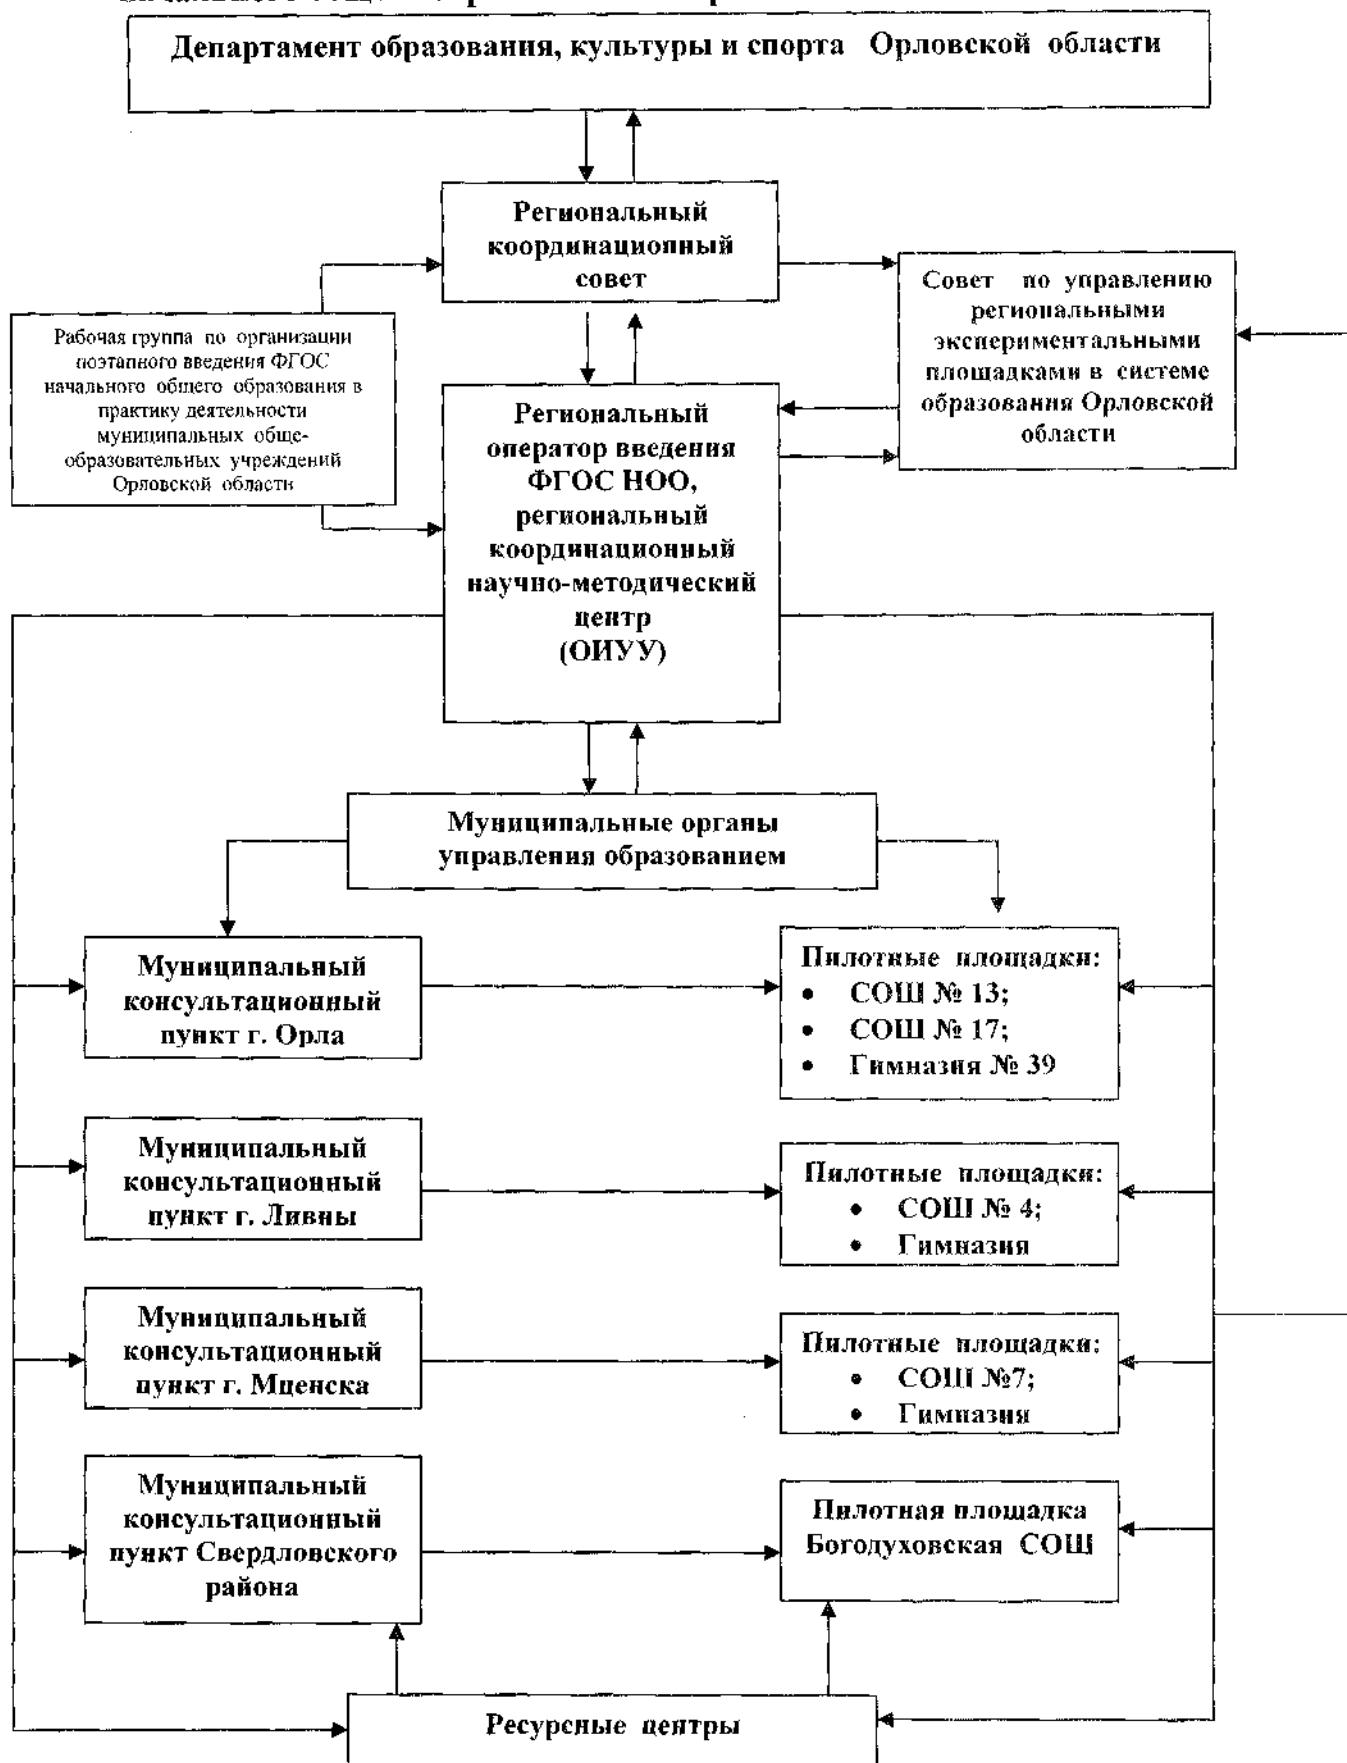 Департамент образования, культуры и спорта Орловской области
Региональный
координационный
совет
Совет по управлению
региональными
экспериментальными
площадками в системе
образования Орловской
области
Рабочая группа по организации
поэтапного введения ФГОС
начального общего образования в
практику деятельности
муниципальных обще-
образовательных учреждений
Орловской области
Региональный
оператор введения
ФГОС НОО,
региональный
координационный
научно-методический
центр
(ОИУУ)
Муниципальные органы
управления образованием
Муниципальный
консультационный
пункт г. Орла
Пилотные площадки:
• СОШ № 13;
• СОШ № 17;
• Гимназия № 39
Муниципальный
консультационный
пункт г. Ливны
Пилотные площадки:
• СОШ № 4;
• Гимназия
Муниципальный
консультационный
пункт г. Мценска
Пилотные площадки:
• СОШ №7;
• Гимназия
Муниципальный
консультационный
пункт Свердловского
района
Пилотная площадка
Богодуховская СОШ
Ресурсные центры